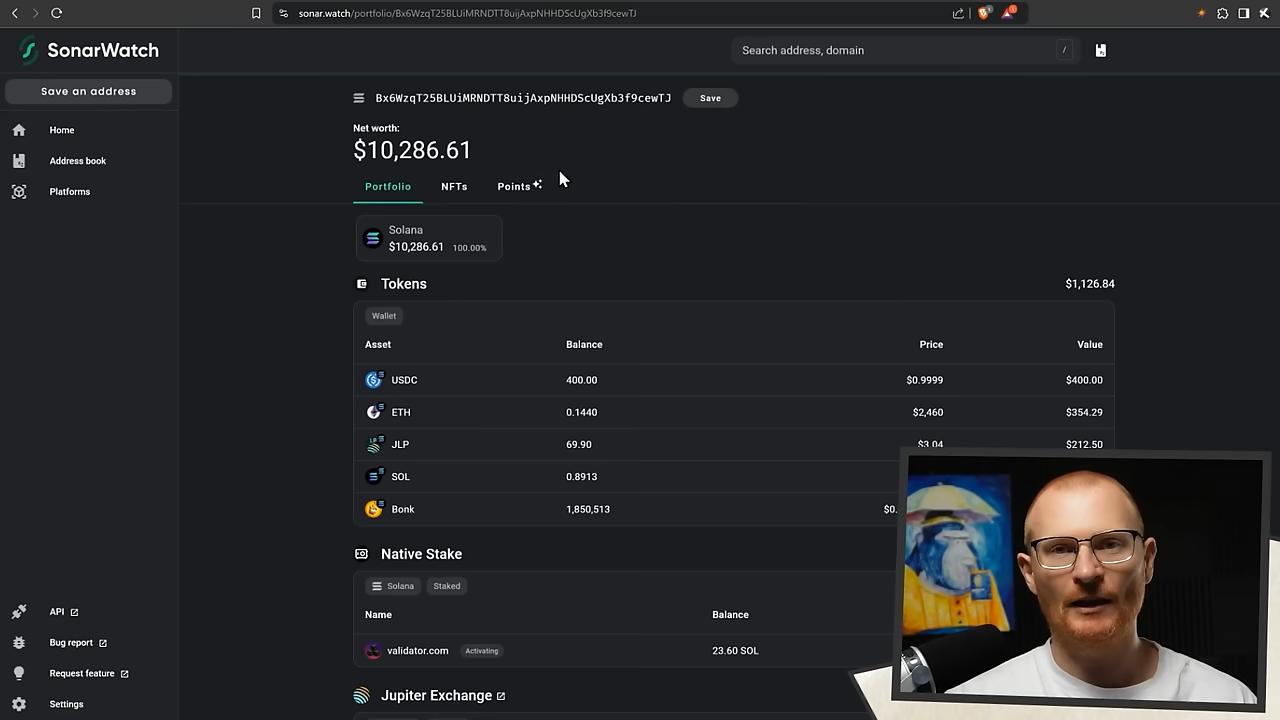 sonar.watch/portfolio/Bx6WzqT25BLUiMRNDTT8uijAxpNHHDScUgXb3f9cewTJ
SonarWatch
Search address, domain
/
Save an address
Home
Address book
Platforms
Bx6WzqT25BLUiMRNDTT8uijAxpNHHDScUgXb3f9cewTJ
Save
Net worth:
$10,286.61
Portfolio
NFTs
Points
Solana
$10,286.61 100.00%
Tokens
$1,126.84
Wallet
Asset Balance Price Value
USDC 400.00 $0.9999 $400.00
ETH 0.1440 $2,460 $354.29
JLP 69.90 $3.04 $212.50
SOL 0.8913
Bonk 1,850,513 $0.
Native Stake
Solana Staked
Name Balance
validator.com Activating 23.60 SOL
Jupiter Exchange
API
Bug report
Request feature
Settings